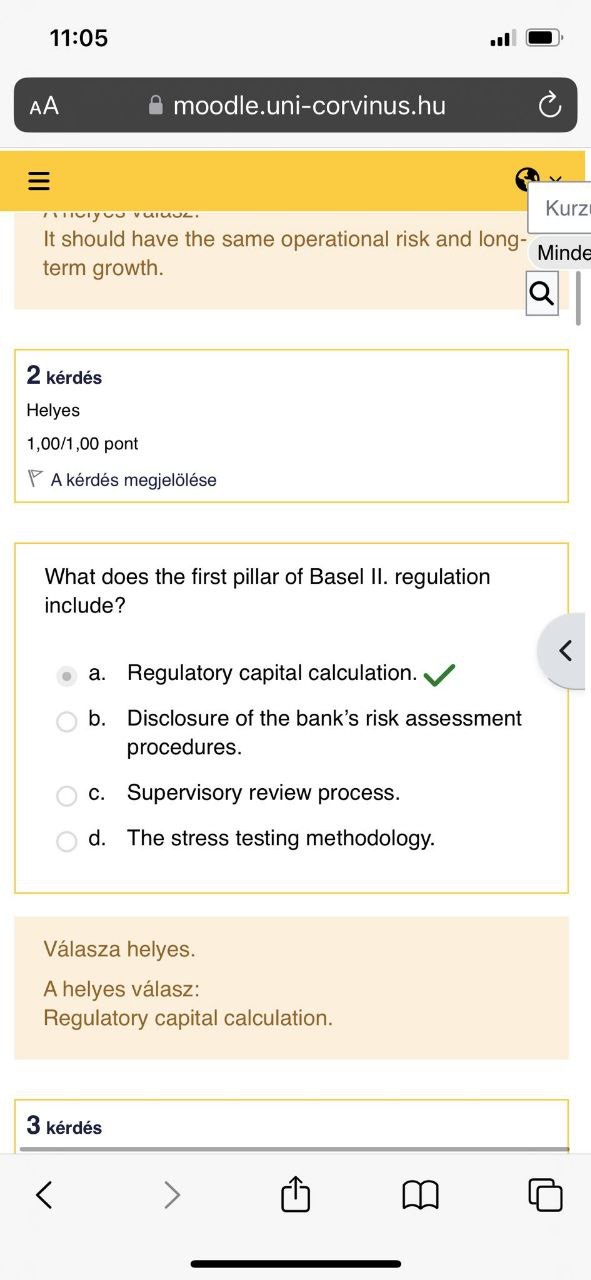 11:05
AA moodle.uni-corvinus.hu
Kurzu
A helyes válasz:
It should have the same operational risk and long-
term growth.
Minde
2 kérdés
Helyes
1,00/1,00 pont
A kérdés megjelölése
What does the first pillar of Basel II. regulation
include?
a. Regulatory capital calculation.
b. Disclosure of the bank’s risk assessment
procedures.
c. Supervisory review process.
d. The stress testing methodology.
Válasza helyes.
A helyes válasz:
Regulatory capital calculation.
3 kérdés